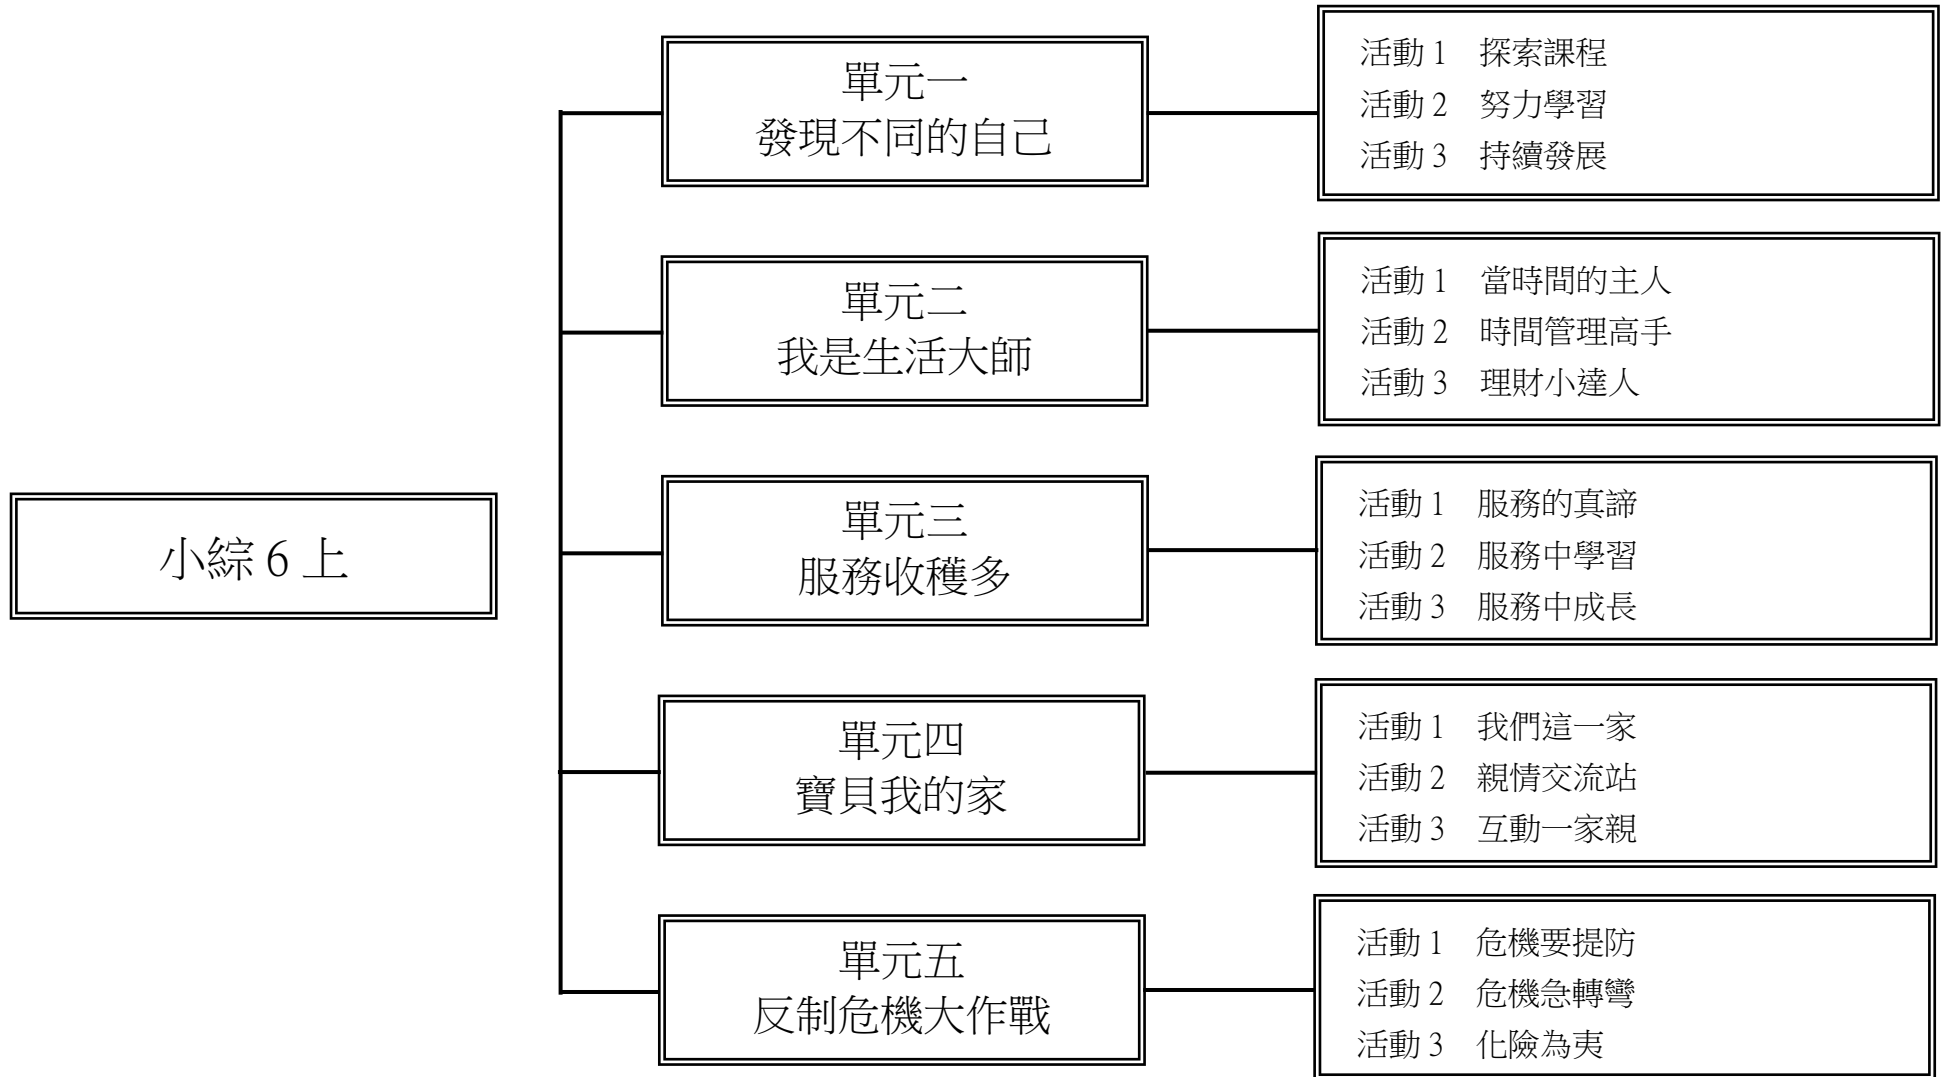 小綜 6 上
單元一
發現不同的自己
活動 1　探索課程
活動 2　努力學習
活動 3　持續發展
單元二
我是生活大師
活動 1　當時間的主人
活動 2　時間管理高手
活動 3　理財小達人
單元三
服務收穫多
活動 1　服務的真諦
活動 2　服務中學習
活動 3　服務中成長
單元四
寶貝我的家
活動 1　我們這一家
活動 2　親情交流站
活動 3　互動一家親
單元五
反制危機大作戰
活動 1　危機要提防
活動 2　危機急轉彎
活動 3　化險為夷